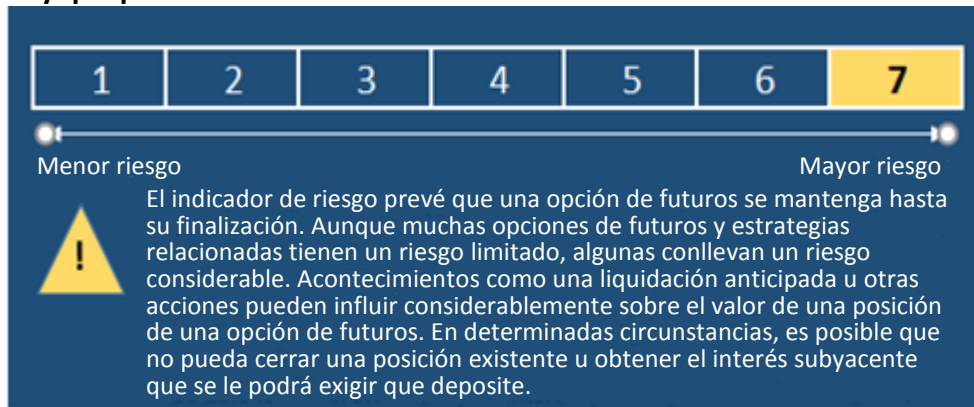 1 2 3 4 5 6 7
Menor riesgo Mayor riesgo
El indicador de riesgo prevé que una opción de futuros se mantenga hasta
su finalización. Aunque muchas opciones de futuros y estrategias
relacionadas tienen un riesgo limitado, algunas conllevan un riesgo
! considerable. Acontecimientos como una liquidación anticipada u otras
acciones pueden influir considerablemente sobre el valor de una posición
de una opción de futuros. En determinadas circunstancias, es posible que
no pueda cerrar una posición existente u obtener el interés subyacente
que se le podrá exigir que deposite.